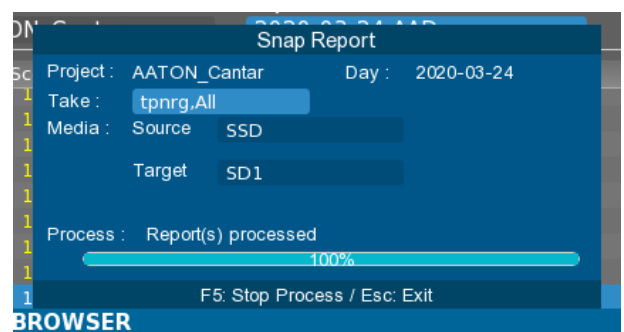 Snap Report
Project : AATON_Cantar Day : 2020-03-24
Take : tpnrg,All
Media : Source SSD
Target SD1
Process : Report(s) processed
100%
F5: Stop Process / Esc: Exit
BROWSER